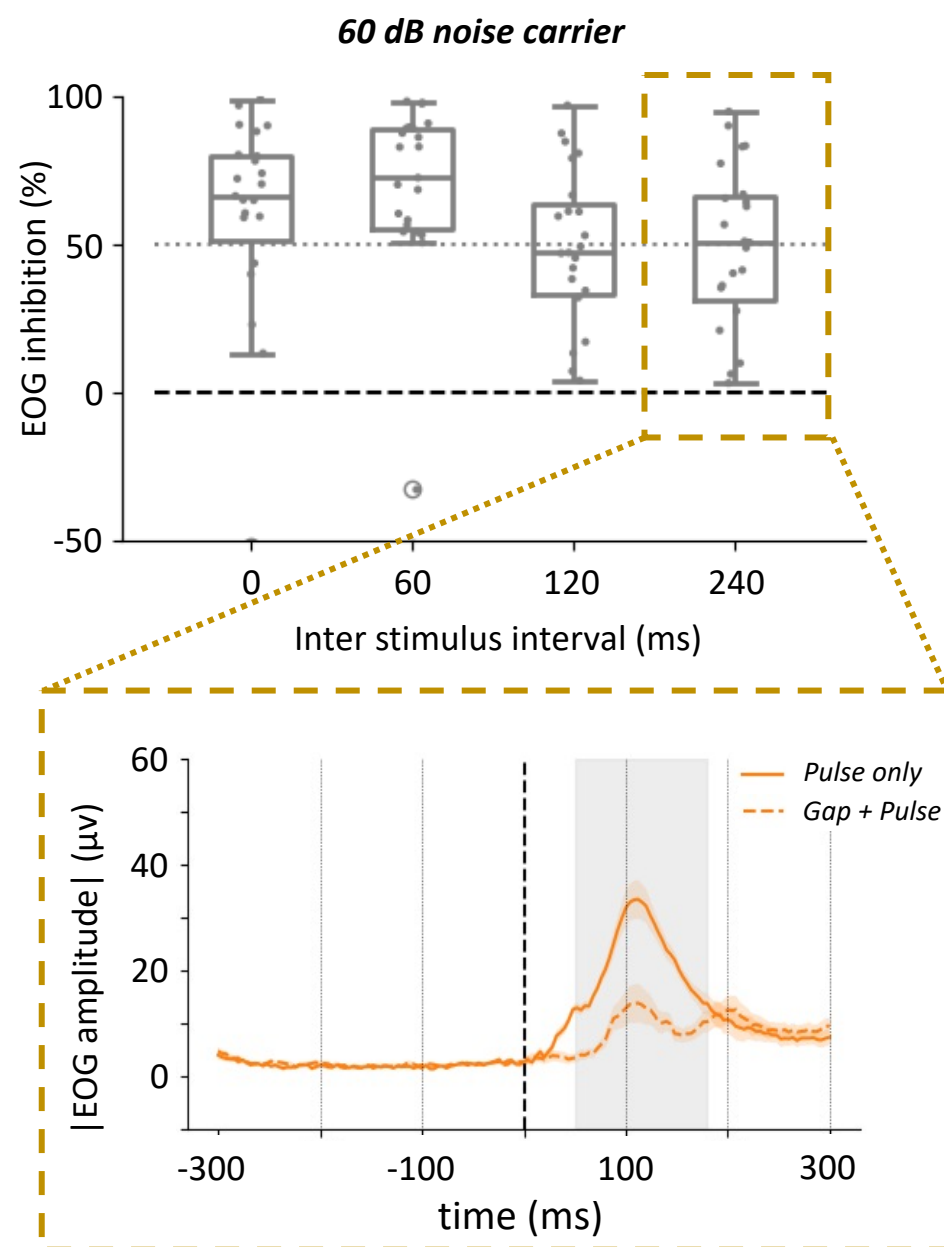 60 dB noise carrier
EOG inhibition (%)
100
50
0
-50
0 60 120 240
Inter stimulus interval (ms)
|EOG amplitude| (μv)
60
40
20
0
Pulse only
Gap + Pulse
-300 -100 100 300
time (ms)